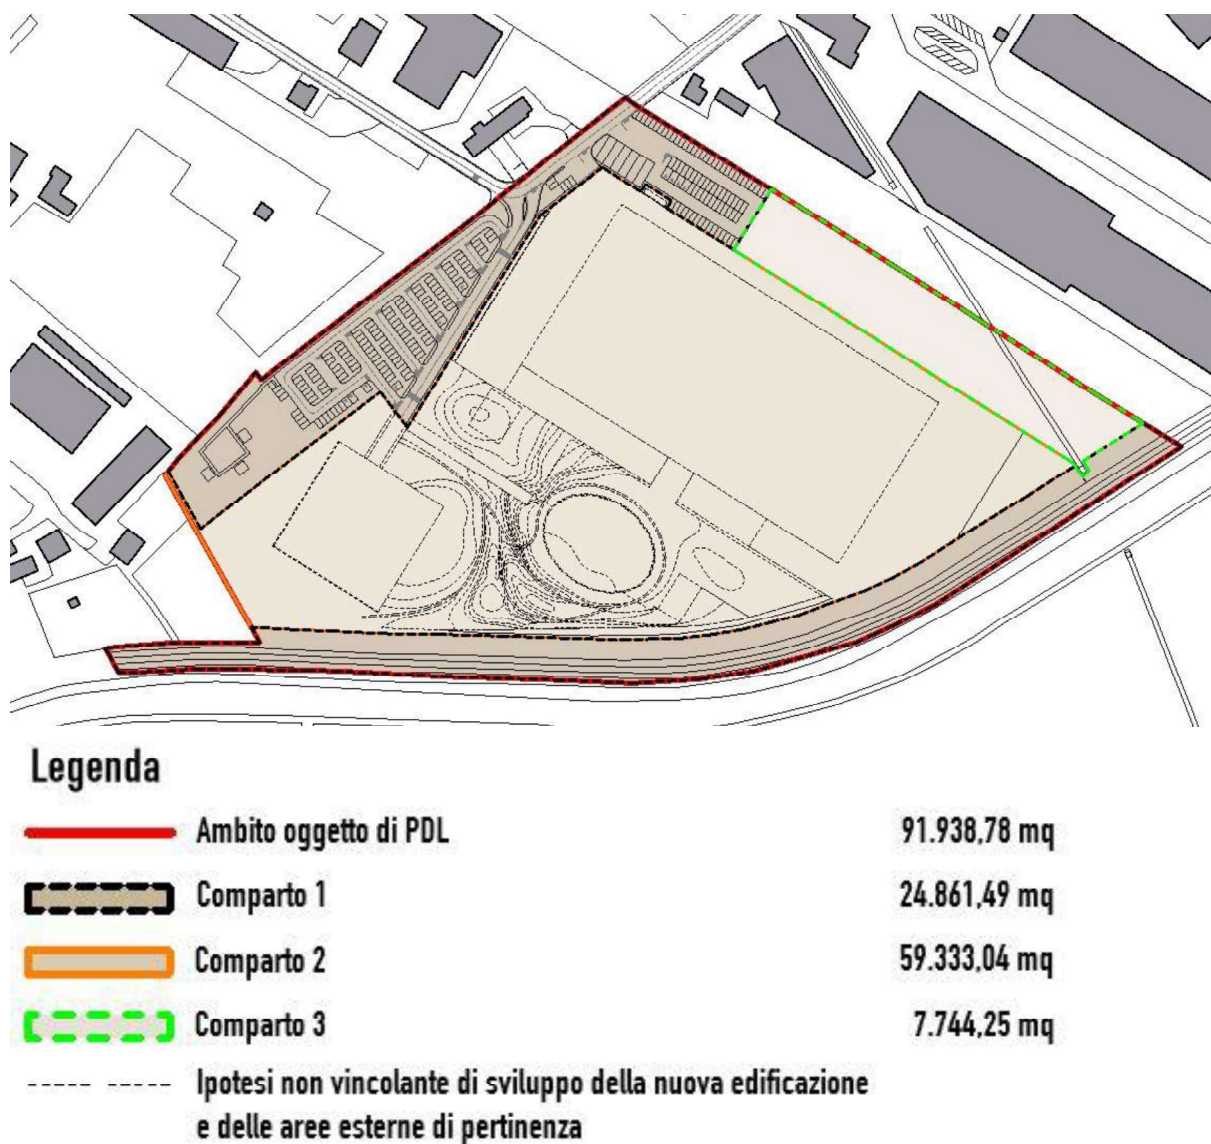 Legenda
Ambito oggetto di PDL 91.938,78 mq
Comparto 1 24.861,49 mq
Comparto 2 59.333,04 mq
Comparto 3 7.744,25 mq
Ipotesi non vincolante di sviluppo della nuova edificazione
e delle aree esterne di pertinenza